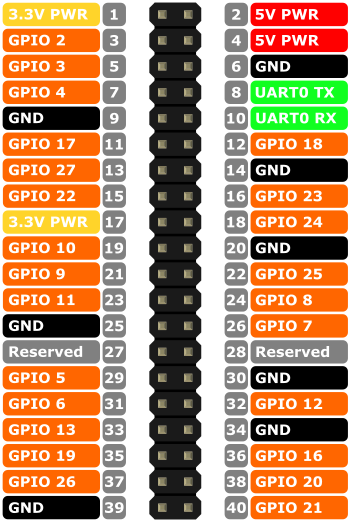 3.3V PWR 1 2 5V PWR
GPIO 2 3 4 5V PWR
GPIO 3 5 6 GND
GPIO 4 7 8 UART0 TX
GND 9 10 UART0 RX
GPIO 17 11 12 GPIO 18
GPIO 27 13 14 GND
GPIO 22 15 16 GPIO 23
3.3V PWR 17 18 GPIO 24
GPIO 10 19 20 GND
GPIO 9 21 22 GPIO 25
GPIO 11 23 24 GPIO 8
GND 25 26 GPIO 7
Reserved 27 28 Reserved
GPIO 5 29 30 GND
GPIO 6 31 32 GPIO 12
GPIO 13 33 34 GND
GPIO 19 35 36 GPIO 16
GPIO 26 37 38 GPIO 20
GND 39 40 GPIO 21